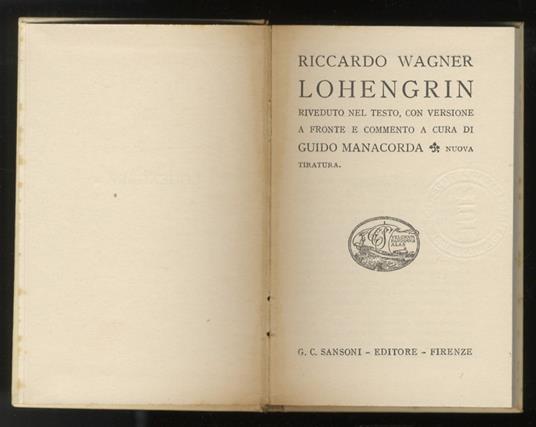 RICCARDO WAGNER
LOHENGRIN
RIVEDUTO NEL TESTO, CON VERSIONE
A FRONTE E COMMENTO A CURA DI
GUIDO MANACORDA NUOVA
TIRATURA.
G. C. SANSONI - EDITORE - FIRENZE